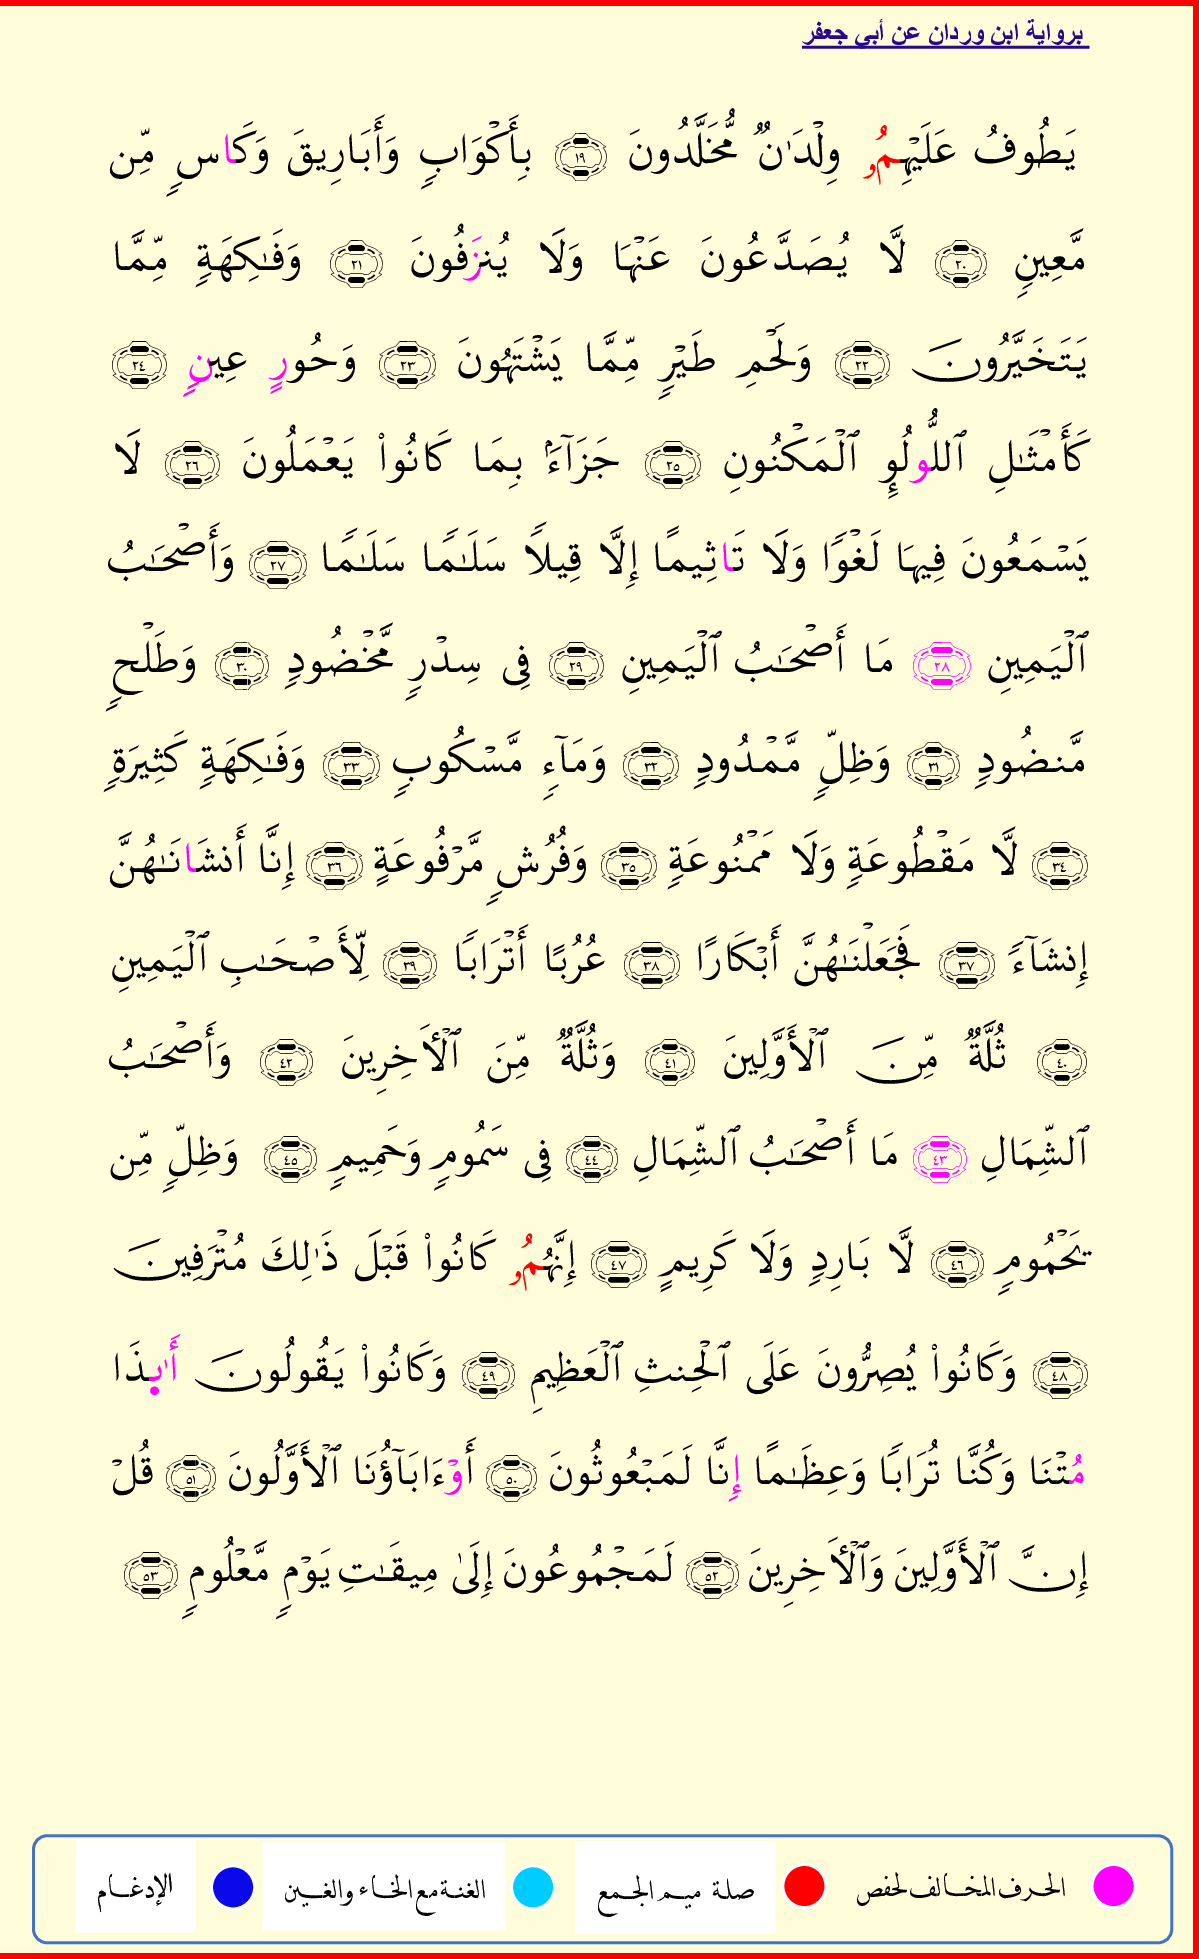 برواية ابن وردان عن أبي جعفر
يَطُوفُ عَلَيْهِمُو وِلْدَٰنٌ مُّخَلَّدُونَ ١٩ بِأَكْوَابٍ وَأَبَارِيقَ وَكَاسٍ مِّن
مَّعِينٍ ٢٠ لَّا يُصَدَّعُونَ عَنْهَا وَلَا يُنزَفُونَ ٢١ وَفَٰكِهَةٍ مِّمَّا
يَتَخَيَّرُونَ ٢٢ وَلَحْمِ طَيْرٍ مِّمَّا يَشْتَهُونَ ٢٣ وَحُورٍ عِينٍ ٢٤
كَأَمْثَٰلِ ٱللُّولُوِٕ ٱلْمَكْنُونِ ٢٥ جَزَآءًۢ بِمَا كَانُوا۟ يَعْمَلُونَ ٢٦ لَا
يَسْمَعُونَ فِيهَا لَغْوًا وَلَا تَاثِيمًا إِلَّا قِيلًا سَلَٰمًا سَلَٰمًا ٢٧ وَأَصْحَٰبُ
ٱلْيَمِينِ ٢٨ مَا أَصْحَٰبُ ٱلْيَمِينِ ٢٩ فِى سِدْرٍ مَّخْضُودٍ ٣٠ وَطَلْحٍ
مَّنضُودٍ ٣١ وَظِلٍّ مَّمْدُودٍ ٣٢ وَمَآءٍ مَّسْكُوبٍ ٣٣ وَفَٰكِهَةٍ كَثِيرَةٍ
٣٤ لَّا مَقْطُوعَةٍ وَلَا مَمْنُوعَةٍ ٣٥ وَفُرُشٍ مَّرْفُوعَةٍ ٣٦ إِنَّا أَنشَانَٰهُنَّ
إِنشَآءً ٣٧ فَجَعَلْنَٰهُنَّ أَبْكَارًا ٣٨ عُرُبًا أَتْرَابًا ٣٩ لِّأَصْحَٰبِ ٱلْيَمِينِ
٤٠ ثُلَّةٌ مِّنَ ٱلْأَوَّلِينَ ٤١ وَثُلَّةٌ مِّنَ ٱلْأٓخِرِينَ ٤٢ وَأَصْحَٰبُ
ٱلشِّمَالِ ٤٣ مَا أَصْحَٰبُ ٱلشِّمَالِ ٤٤ فِى سَمُومٍ وَحَمِيمٍ ٤٥ وَظِلٍّ مِّن
يَحْمُومٍ ٤٦ لَّا بَارِدٍ وَلَا كَرِيمٍ ٤٧ إِنَّهُمُو كَانُوا۟ قَبْلَ ذَٰلِكَ مُتْرَفِينَ
٤٨ وَكَانُوا۟ يُصِرُّونَ عَلَى ٱلْحِنثِ ٱلْعَظِيمِ ٤٩ وَكَانُوا۟ يَقُولُونَ أَىٰذَا
مُتْنَا وَكُنَّا تُرَابًا وَعِظَٰمًا إِنَّا لَمَبْعُوثُونَ ٥٠ أَوْءَابَآؤُنَا ٱلْأَوَّلُونَ ٥١ قُلْ
إِنَّ ٱلْأَوَّلِينَ وَٱلْأٓخِرِينَ ٥٢ لَمَجْمُوعُونَ إِلَىٰ مِيقَٰتِ يَوْمٍ مَّعْلُومٍ ٥٣
الحرف المخالف لحفص صلة ميم الجمع الغنة مع الخاء والغين الإدغام